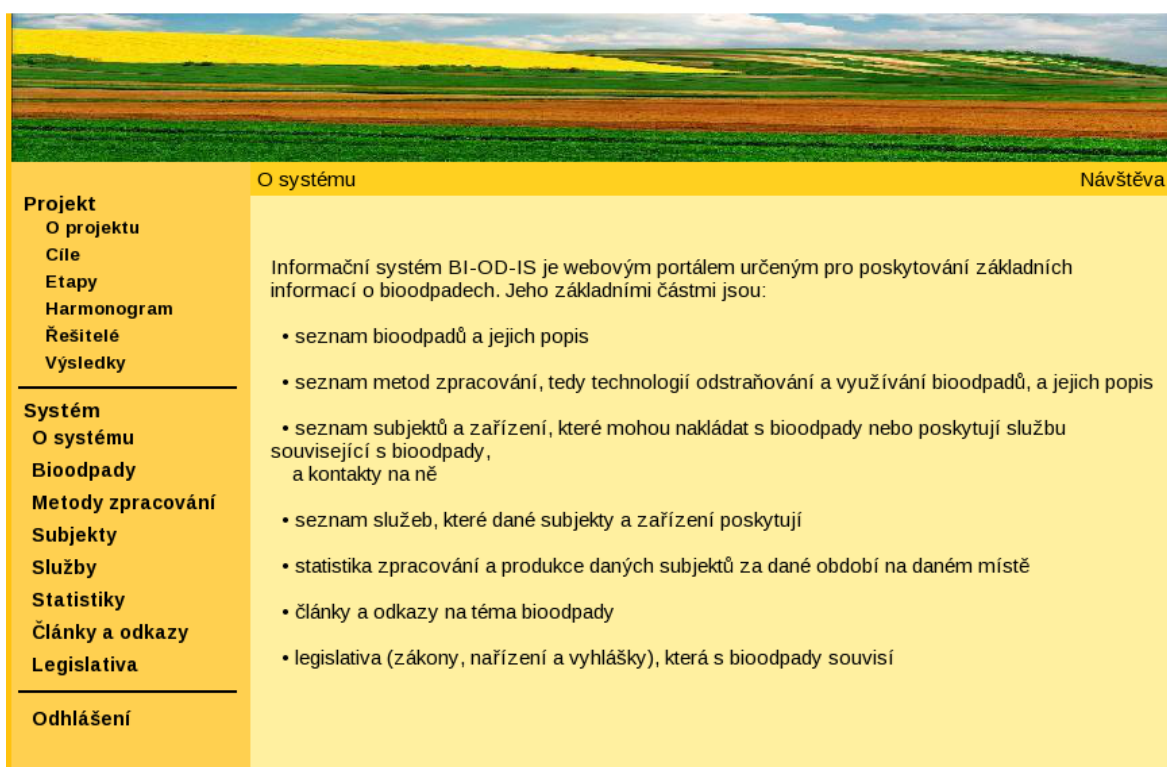 O systému
Návštěva
Projekt
O projektu
Cíle
Etapy
Harmonogram
Řešitelé
Výsledky
Systém
O systému
Bioodpady
Metody zpracování
Subjekty
Služby
Statistiky
Články a odkazy
Legislativa
Odhlášení
Informační systém BI-OD-IS je webovým portálem určeným pro poskytování základních
informací o bioodpadech. Jeho základními částmi jsou:
• seznam bioodpadů a jejich popis
• seznam metod zpracování, tedy technologií odstraňování a využívání bioodpadů, a jejich popis
• seznam subjektů a zařízení, které mohou nakládat s bioodpady nebo poskytují službu
související s bioodpady,
a kontakty na ně
• seznam služeb, které dané subjekty a zařízení poskytují
• statistika zpracování a produkce daných subjektů za dané období na daném místě
• články a odkazy na téma bioodpady
• legislativa (zákony, nařízení a vyhlášky), která s bioodpady souvisí